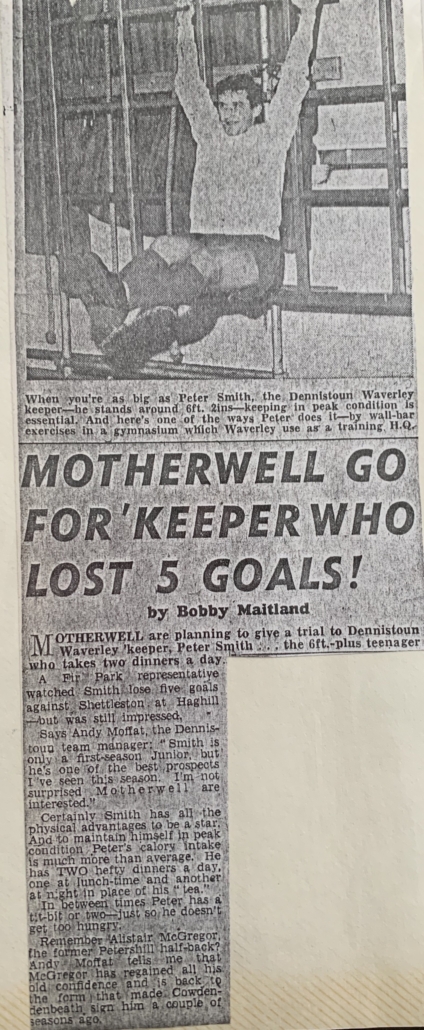 When you're as big as Peter Smith, the Dennistoun Waverley
keeper—he stands around 6ft. 2ins—keeping in peak condition is
essential. And here's one of the ways Peter does it—by wall-bar
exercises in a gymnasium which Waverley use as a training H.Q.
MOTHERWELL GO
FOR 'KEEPER WHO
LOST 5 GOALS!
by Bobby Maitland
MOTHERWELL are planning to give a trial to Dennistoun
Waverley 'keeper, Peter Smith . . . the 6ft.-plus teenager
who takes two dinners a day.
A Fir Park representative
watched Smith lose five goals
against Shettleston at Haghill
—but was still impressed.
Says Andy Moffat, the Dennis-
toun team manager: "Smith is
only a first-season Junior, but
he's one of the best prospects
I've seen this season. I'm not
surprised Motherwell are
interested."
Certainly Smith has all the
physical advantages to be a star.
And to maintain himself in peak
condition Peter's calory intake
is much more than average. He
has TWO hefty dinners a day,
one at lunch-time and another
at night in place of his "tea."
In between times Peter has a
tit-bit or two—just so he doesn't
get too hungry.
Remember Alistair McGregor,
the former Petershill half-back?
Andy Moffat tells me that
McGregor has regained all his
old confidence and is back to
the form that made Cowden-
denbeath sign him a couple of
seasons ago.